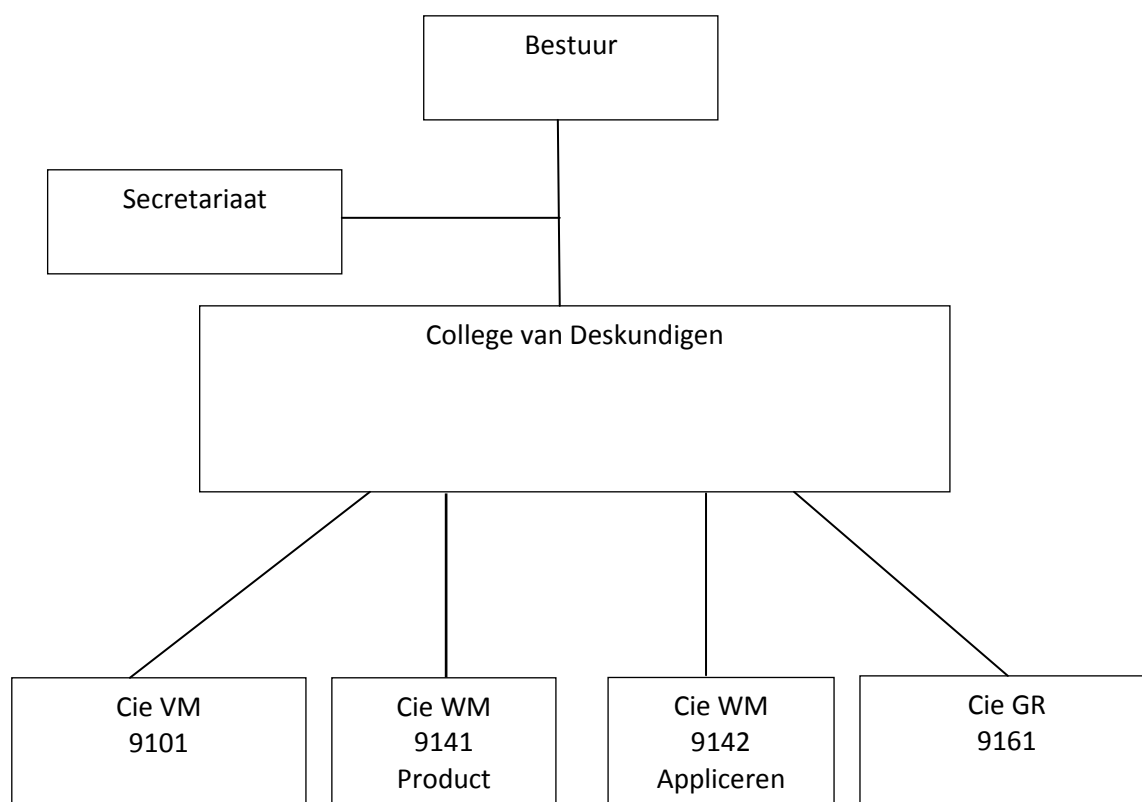 Bestuur
Secretariaat
College van Deskundigen
Cie VM
9101
Cie WM
9141
Product
Cie WM
9142
Appliceren
Cie GR
9161